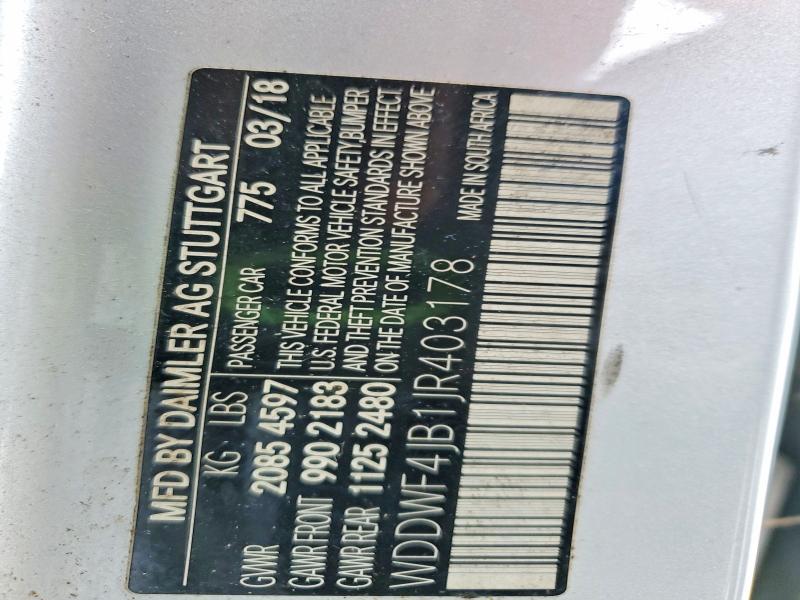 MFD BY DAIMLER AG STUTTGART
KG LBS PASSENGER CAR 775 03/18
GVWR 2085 4597 THIS VEHICLE CONFORMS TO ALL APPLICABLE
GAWR FRONT 990 2183 U.S. FEDERAL MOTOR VEHICLE SAFETY BUMPER
GAWR REAR 1125 2480 AND THEFT PREVENTION STANDARDS IN EFFECT
ON THE DATE OF MANUFACTURE SHOWN ABOVE
WDDWF4JB1JR403178 MADE IN SOUTH AFRICA